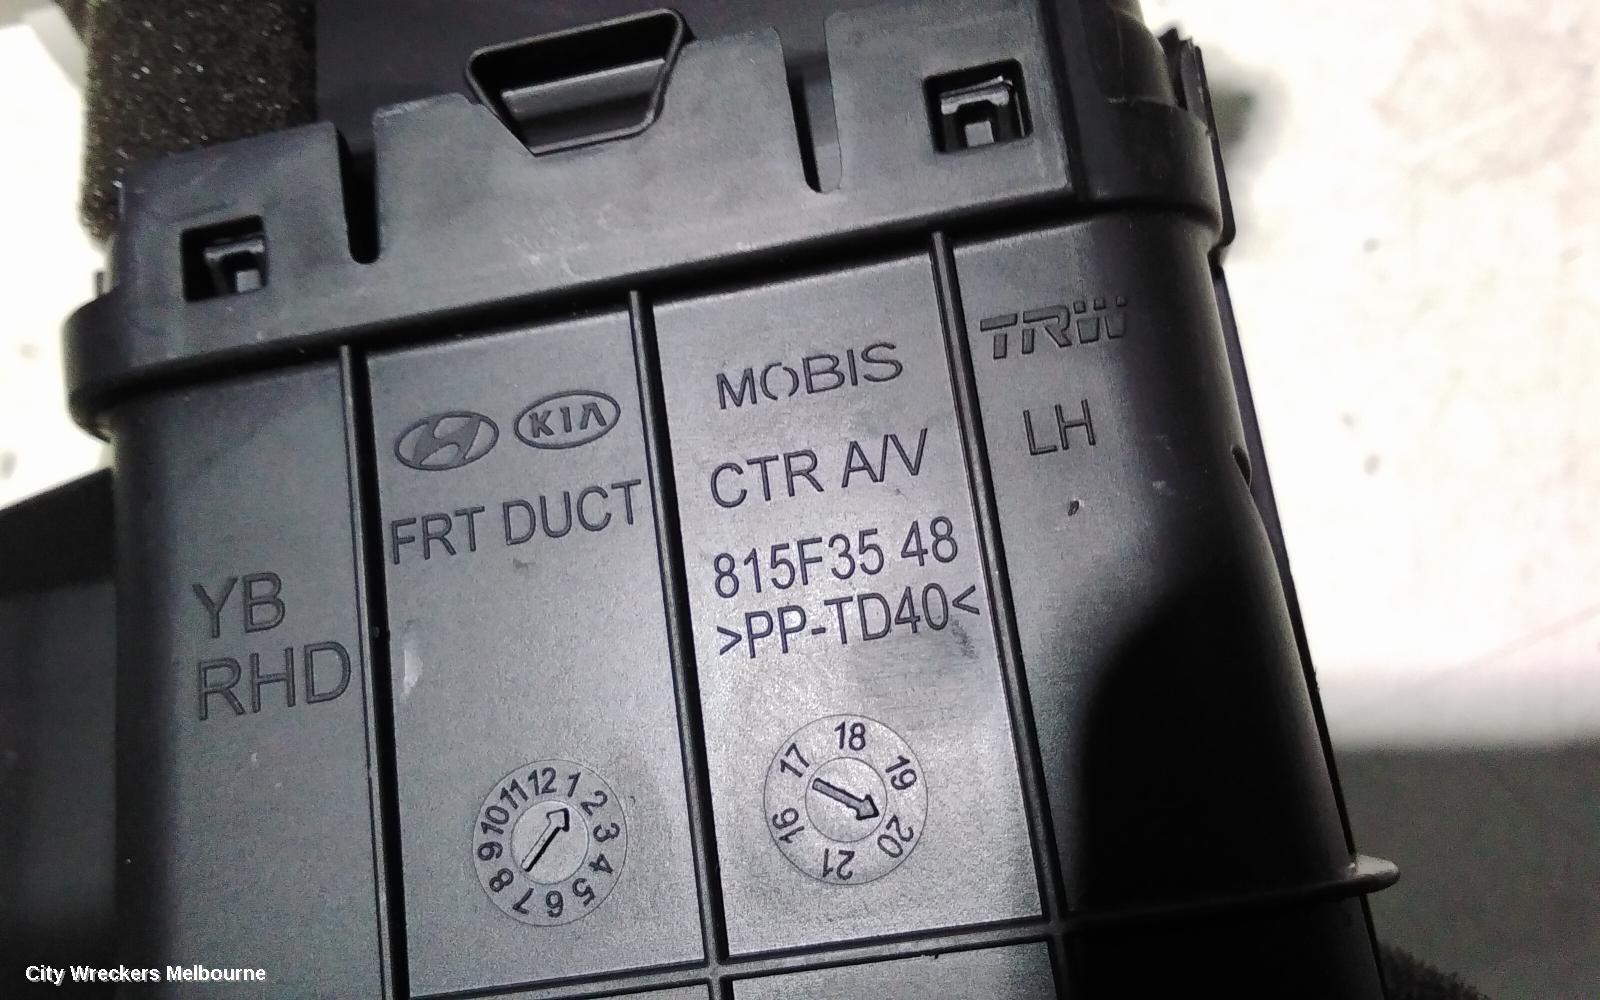 TRW
MOBIS
LH
KIA
CTR A/V
FRT DUCT
815F35 48
YB
>PP-TD40<
RHD
1 2 3 4 5 6 7 8 9 10 11 12
16 17 18 19 20 21
City Wreckers Melbourne